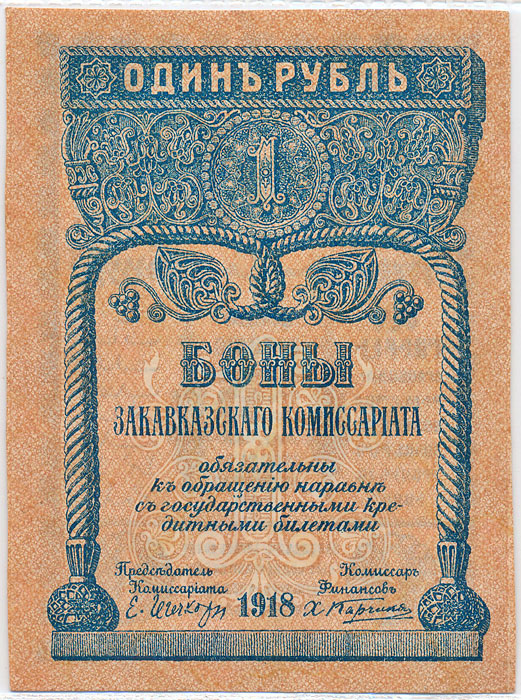 ОДИНЪ РУБЛЬ
1
БОНЫ
ЗАКАВКАЗСКАГО КОМИССАРІАТА
обязательны
къ обращенію наравнѣ
съ государственными кре-
дитными билетами
Предсѣдатель Комиссаръ
Комиссаріата Финансовъ
1918